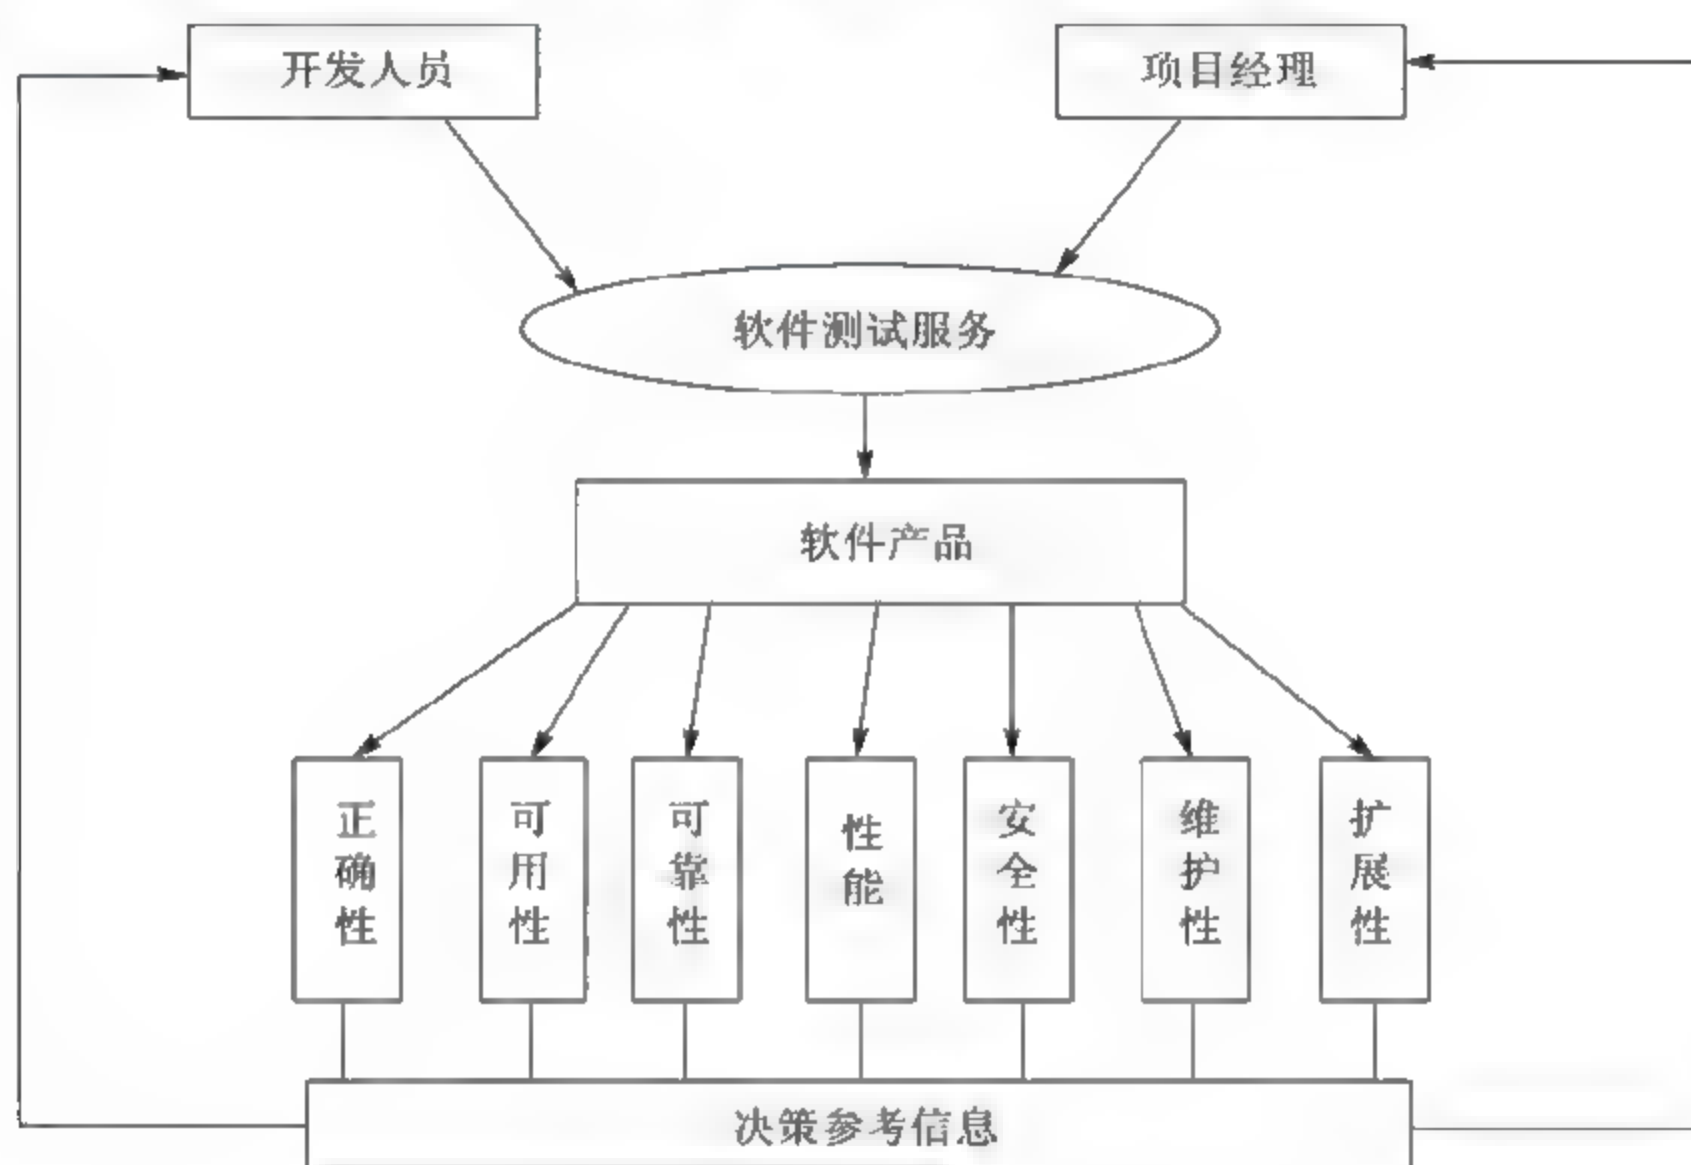 开发人员
项目经理
软件测试服务
软件产品
正确性
可用性
可靠性
性能
安全性
维护性
扩展性
决策参考信息